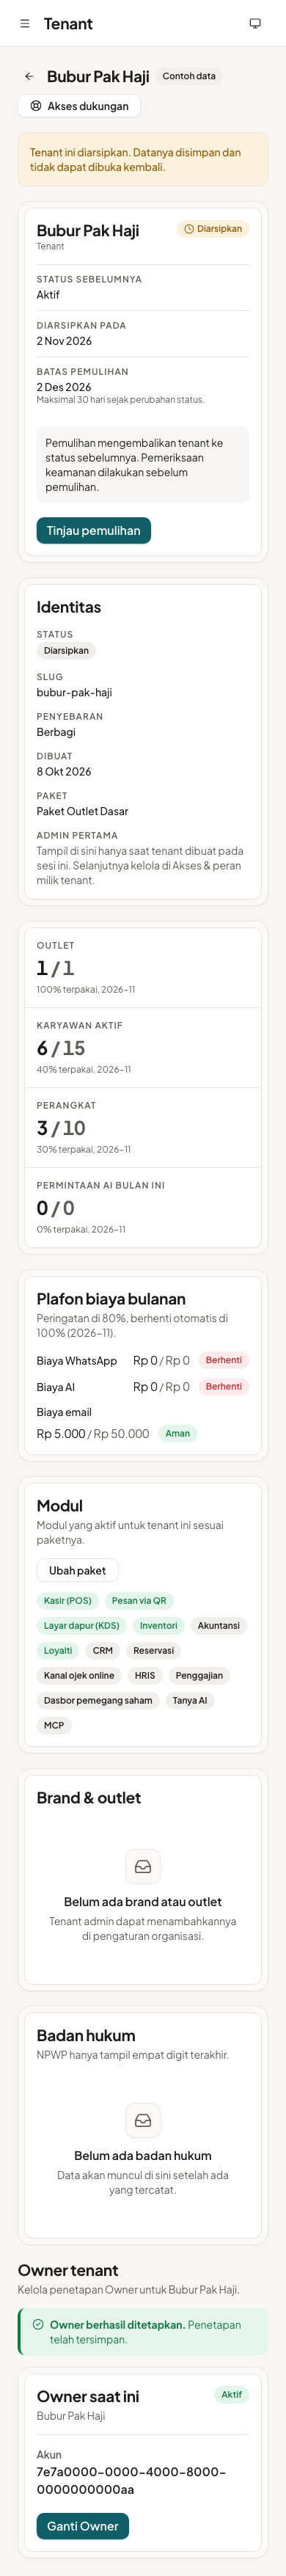 Tenant
Bubur Pak Haji
Contoh data
Akses dukungan
Tenant ini diarsipkan. Datanya disimpan dan
tidak dapat dibuka kembali.
Bubur Pak Haji
Diarsipkan
Tenant
STATUS SEBELUMNYA
Aktif
DIARSIPKAN PADA
2 Nov 2026
BATAS PEMULIHAN
2 Des 2026
Maksimal 30 hari sejak perubahan status.
Pemulihan mengembalikan tenant ke
status sebelumnya. Pemeriksaan
keamanan dilakukan sebelum
pemulihan.
Tinjau pemulihan
Identitas
STATUS
Diarsipkan
SLUG
bubur-pak-haji
PENYEBARAN
Berbagi
DIBUAT
8 Okt 2026
PAKET
Paket Outlet Dasar
ADMIN PERTAMA
Tampil di sini hanya saat tenant dibuat pada
sesi ini. Selanjutnya kelola di Akses & peran
milik tenant.
OUTLET
1 / 1
100% terpakai, 2026-11
KARYAWAN AKTIF
6 / 15
40% terpakai, 2026-11
PERANGKAT
3 / 10
30% terpakai, 2026-11
PERMINTAAN AI BULAN INI
0 / 0
0% terpakai, 2026-11
Plafon biaya bulanan
Peringatan di 80%, berhenti otomatis di
100% (2026-11).
Biaya WhatsApp Rp 0 / Rp 0 Berhenti
Biaya AI Rp 0 / Rp 0 Berhenti
Biaya email
Rp 5.000 / Rp 50.000 Aman
Modul
Modul yang aktif untuk tenant ini sesuai
paketnya.
Ubah paket
Kasir (POS) Pesan via QR
Layar dapur (KDS) Inventori Akuntansi
Loyalti CRM Reservasi
Kanal ojek online HRIS Penggajian
Dasbor pemegang saham Tanya AI
MCP
Brand & outlet
Belum ada brand atau outlet
Tenant admin dapat menambahkannya
di pengaturan organisasi.
Badan hukum
NPWP hanya tampil empat digit terakhir.
Belum ada badan hukum
Data akan muncul di sini setelah ada
yang tercatat.
Owner tenant
Kelola penetapan Owner untuk Bubur Pak Haji.
Owner berhasil ditetapkan. Penetapan
telah tersimpan.
Owner saat ini
Aktif
Bubur Pak Haji
Akun
7e7a0000-0000-4000-8000-
0000000000aa
Ganti Owner